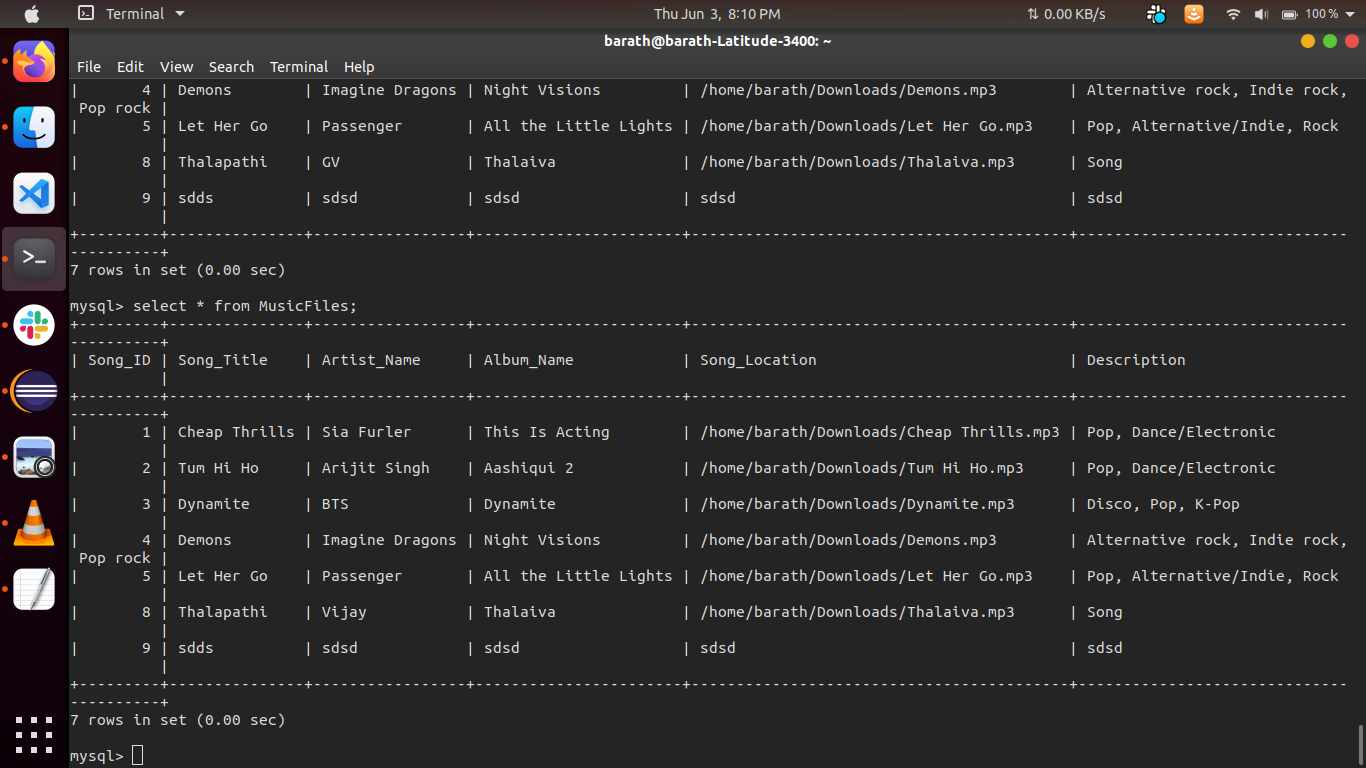 Terminal
Thu Jun 3, 8:10 PM
0.00 KB/s
100 %
barath@barath-Latitude-3400: ~
File Edit View Search Terminal Help
|       4 | Demons        | Imagine Dragons | Night Visions         | /home/barath/Downloads/Demons.mp3        | Alternative rock, Indie rock,
 Pop rock |
|       5 | Let Her Go    | Passenger       | All the Little Lights | /home/barath/Downloads/Let Her Go.mp3    | Pop, Alternative/Indie, Rock
          |
|       8 | Thalapathi    | GV              | Thalaiva              | /home/barath/Downloads/Thalaiva.mp3      | Song
          |
|       9 | sdds          | sdsd            | sdsd                  | sdsd                                     | sdsd
          |
+---------+---------------+-----------------+-----------------------+------------------------------------------+------------------------------
----------+
7 rows in set (0.00 sec)
mysql> select * from MusicFiles;
+---------+---------------+-----------------+-----------------------+------------------------------------------+------------------------------
----------+
| Song_ID | Song_Title    | Artist_Name     | Album_Name            | Song_Location                            | Description
          |
+---------+---------------+-----------------+-----------------------+------------------------------------------+------------------------------
----------+
|       1 | Cheap Thrills | Sia Furler      | This Is Acting        | /home/barath/Downloads/Cheap Thrills.mp3 | Pop, Dance/Electronic
          |
|       2 | Tum Hi Ho     | Arijit Singh    | Aashiqui 2            | /home/barath/Downloads/Tum Hi Ho.mp3     | Pop, Dance/Electronic
          |
|       3 | Dynamite      | BTS             | Dynamite              | /home/barath/Downloads/Dynamite.mp3      | Disco, Pop, K-Pop
          |
|       4 | Demons        | Imagine Dragons | Night Visions         | /home/barath/Downloads/Demons.mp3        | Alternative rock, Indie rock,
 Pop rock |
|       5 | Let Her Go    | Passenger       | All the Little Lights | /home/barath/Downloads/Let Her Go.mp3    | Pop, Alternative/Indie, Rock
          |
|       8 | Thalapathi    | Vijay           | Thalaiva              | /home/barath/Downloads/Thalaiva.mp3      | Song
          |
|       9 | sdds          | sdsd            | sdsd                  | sdsd                                     | sdsd
          |
+---------+---------------+-----------------+-----------------------+------------------------------------------+------------------------------
----------+
7 rows in set (0.00 sec)
mysql>